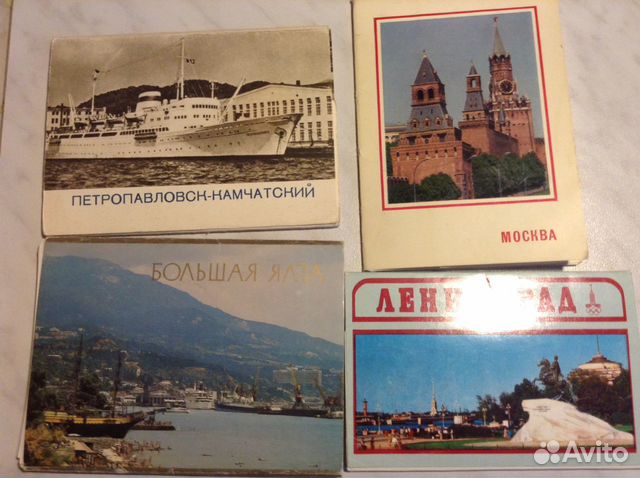 ПЕТРОПАВЛОВСК-КАМЧАТСКИЙ
МОСКВА
БОЛЬШАЯ ЯЛТА
Avito